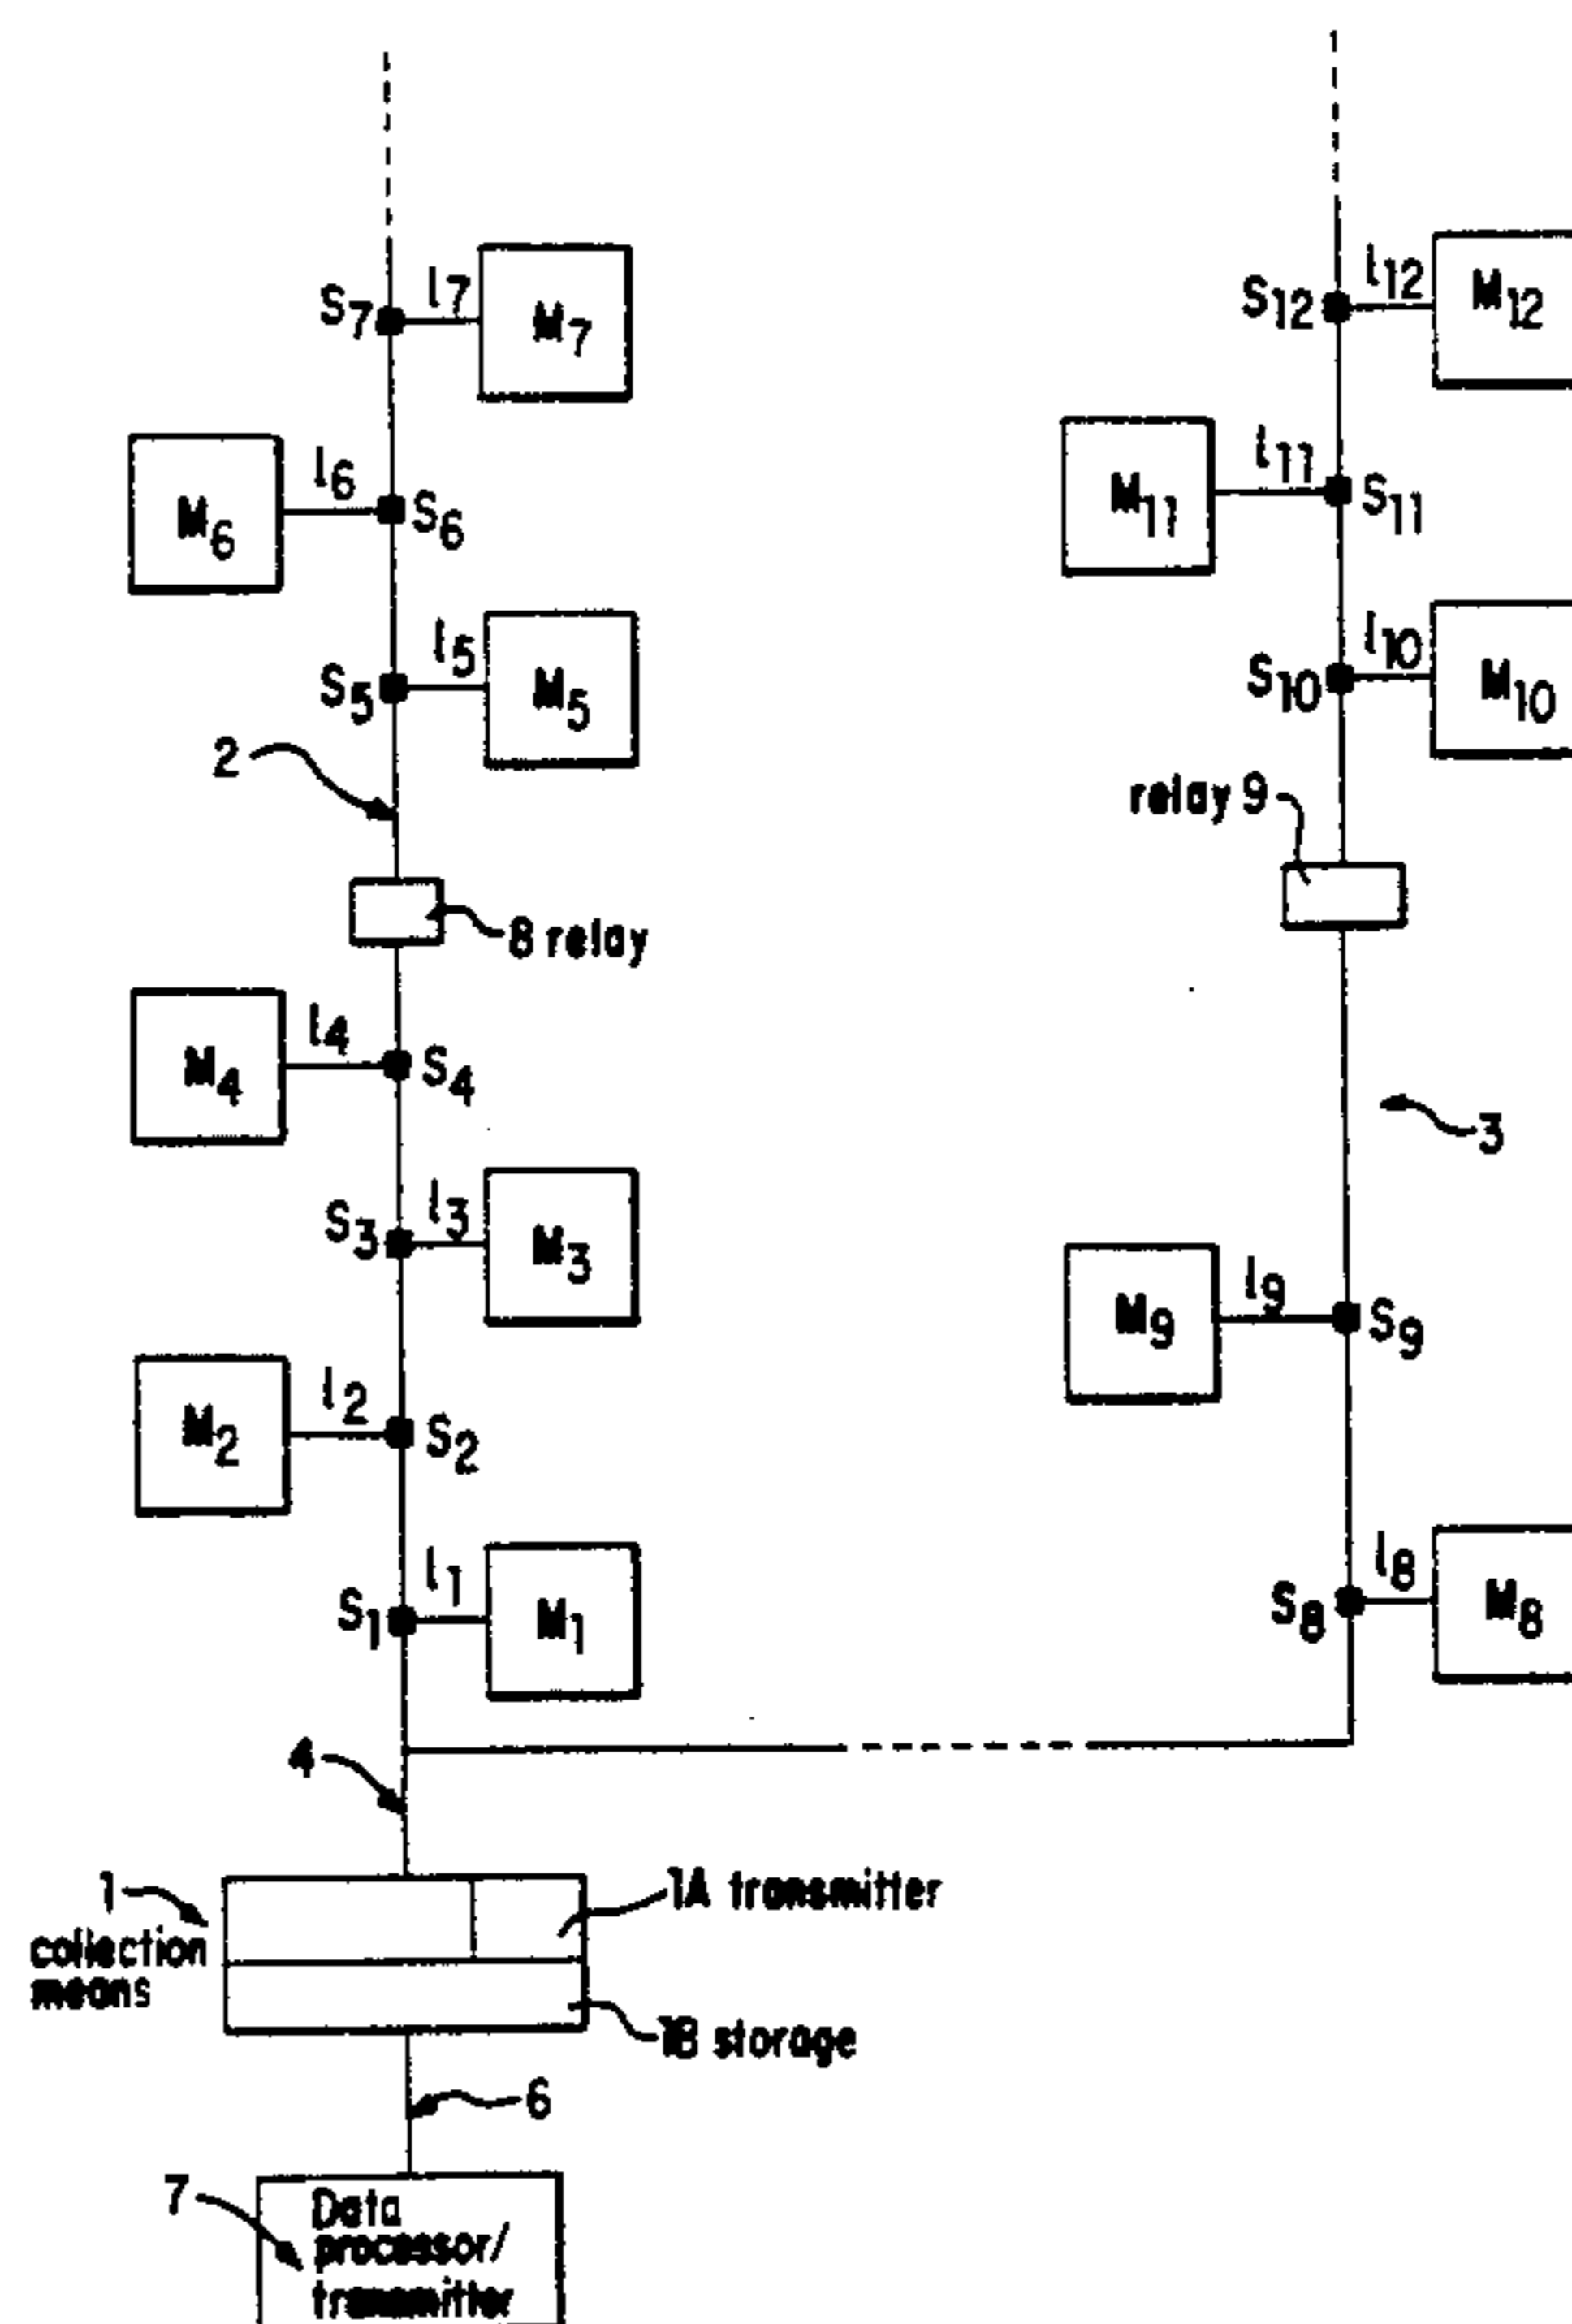 S7 l7 M7
S12 l12 M12
M6 l6 S6
M11 l11 S11
S5 l5 M5
S10 l10 M10
2
relay 9
8 relay
M4 l4 S4
3
S3 l3 M3
M9 l9 S9
M2 l2 S2
S1 l1 M1
S8 l8 M8
4
1
collection
means
1A transmitter
1B storage
6
7
Data
processor/
transmitter